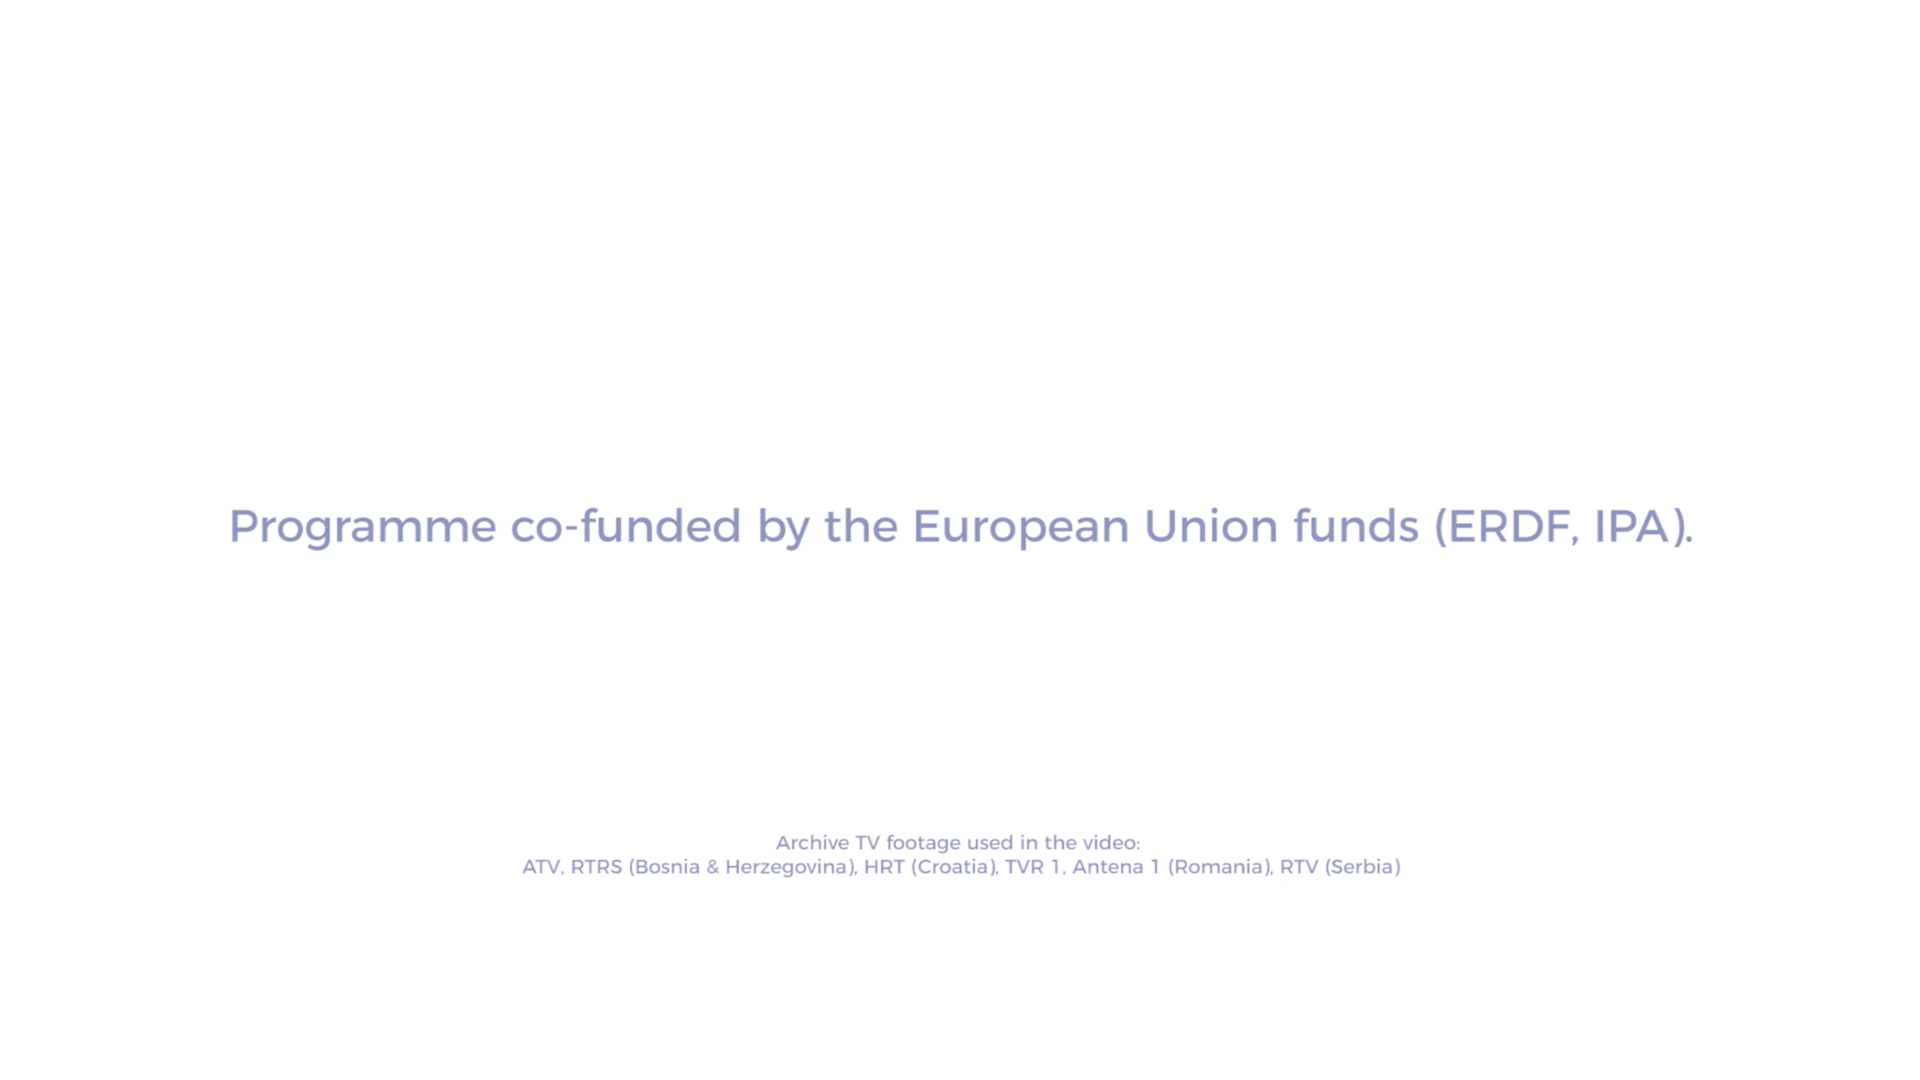 Programme co-funded by the European Union funds (ERDF, IPA).
Archive TV footage used in the video:
ATV, RTRS (Bosnia & Herzegovina), HRT (Croatia), TVR 1, Antena 1 (Romania), RTV (Serbia)